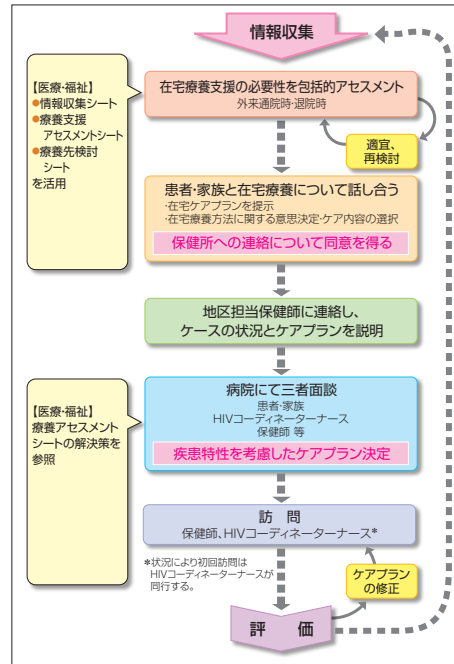 情報収集
【医療・福祉】
●情報収集シート
●療養支援
アセスメントシート
●療養先検討
シート
を活用
在宅療養支援の必要性を包括的アセスメント
外来通院時・退院時
適宜、
再検討
患者・家族と在宅療養について話し合う
・在宅ケアプランを提示
・在宅療養方法に関する意思決定・ケア内容の選択
保健所への連絡について同意を得る
地区担当保健師に連絡し、
ケースの状況とケアプランを説明
【医療・福祉】
療養アセスメント
シートの解決策を
参照
病院にて三者面談
患者・家族
HIVコーディネーターナース
保健師 等
疾患特性を考慮したケアプラン決定
訪問
保健師、HIVコーディネーターナース*
*状況により初回訪問は
HIVコーディネーターナースが
同行する。
ケアプラン
の修正
評価